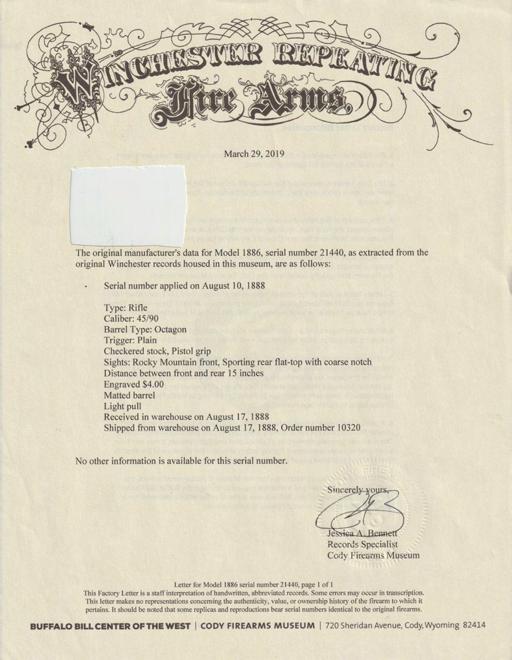 WINCHESTER REPEATING
Fire Arms,
March 29, 2019
The original manufacturer's data for Model 1886, serial number 21440, as extracted from the
original Winchester records housed in this museum, are as follows:
- Serial number applied on August 10, 1888
Type: Rifle
Caliber: 45/90
Barrel Type: Octagon
Trigger: Plain
Checkered stock, Pistol grip
Sights: Rocky Mountain front, Sporting rear flat-top with coarse notch
Distance between front and rear 15 inches
Engraved $4.00
Matted barrel
Light pull
Received in warehouse on August 17, 1888
Shipped from warehouse on August 17, 1888, Order number 10320
No other information is available for this serial number.
Sincerely yours,
Jessica A. Bennett
Records Specialist
Cody Firearms Museum
Letter for Model 1886 serial number 21440, page 1 of 1
This Factory Letter is a staff interpretation of handwritten, abbreviated records. Some errors may occur in transcription.
This letter makes no representations concerning the authenticity, value, or ownership history of the firearm to which it
pertains. It should be noted that some replicas and reproductions bear serial numbers identical to the original firearms.
BUFFALO BILL CENTER OF THE WEST | CODY FIREARMS MUSEUM | 720 Sheridan Avenue, Cody, Wyoming 82414